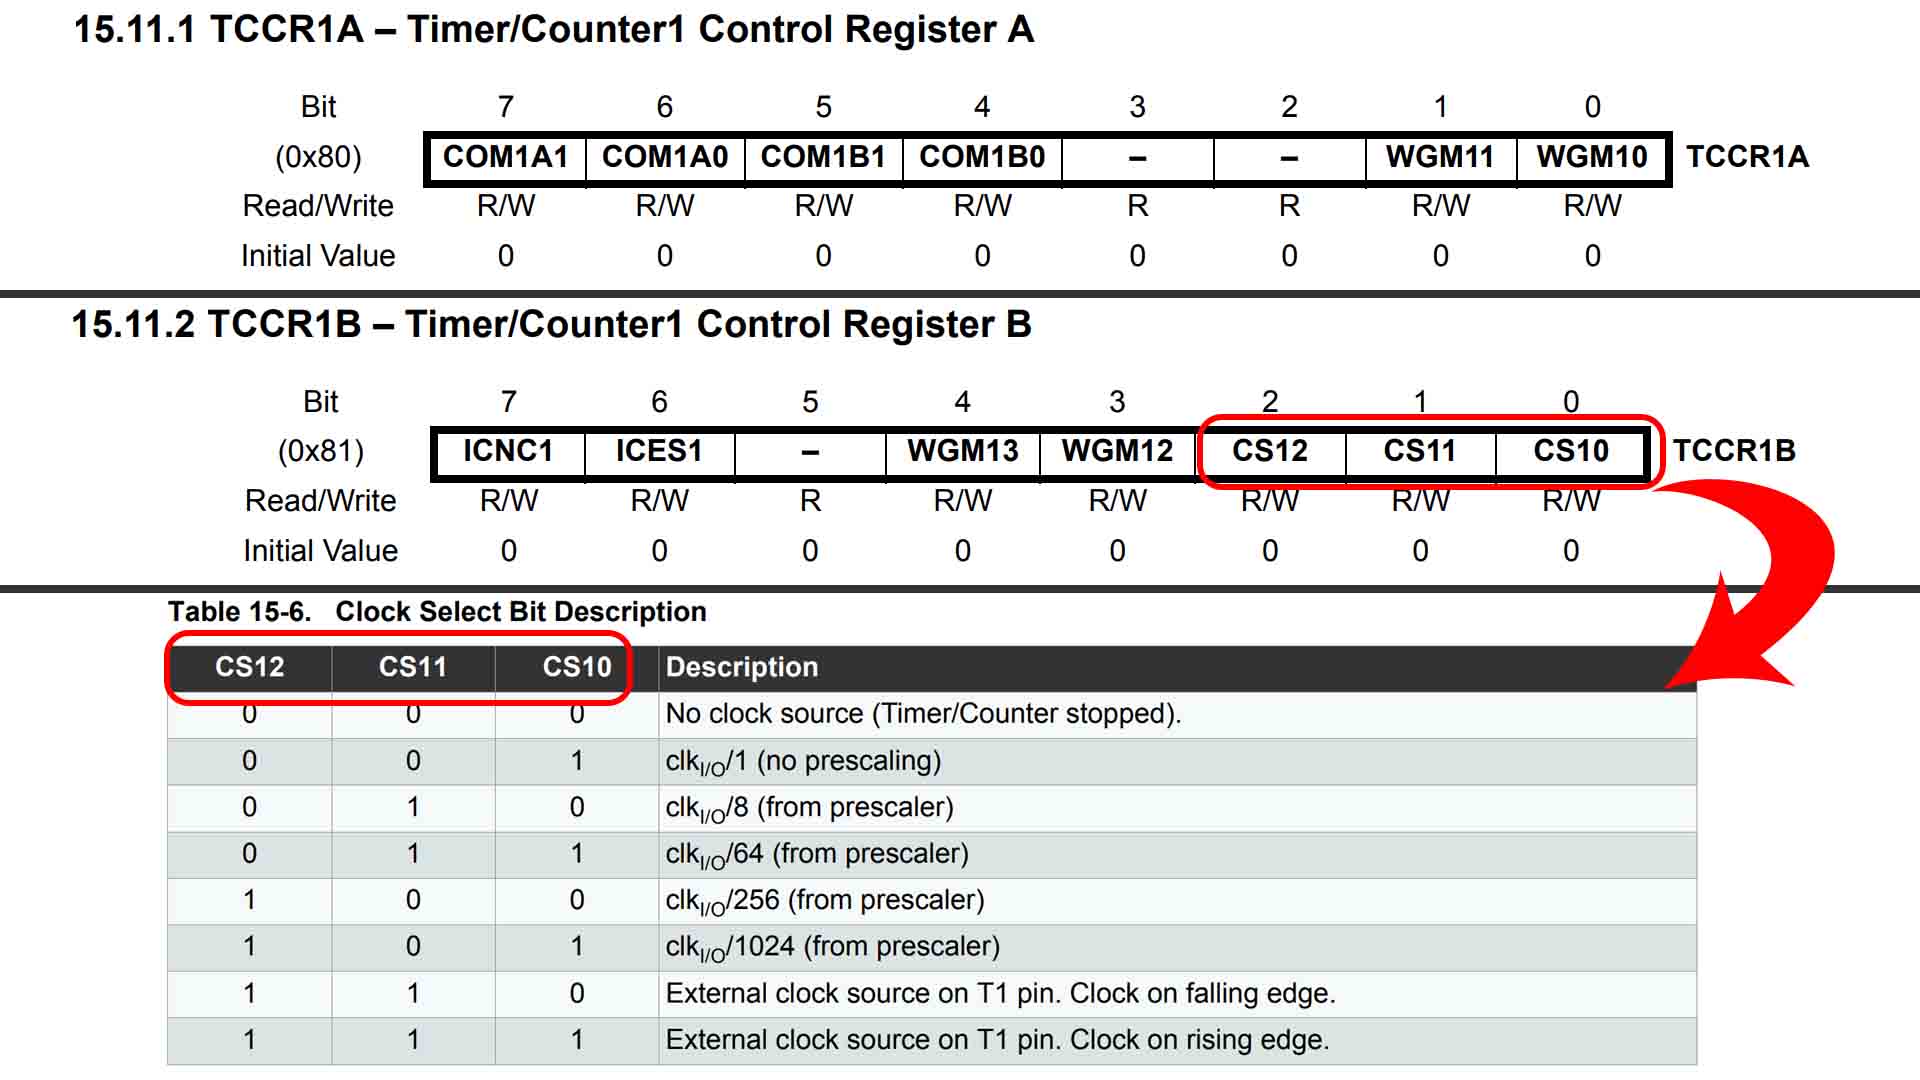 15.11.1 TCCR1A – Timer/Counter1 Control Register A
Bit 7 6 5 4 3 2 1 0
(0x80) COM1A1 COM1A0 COM1B1 COM1B0 – – WGM11 WGM10 TCCR1A
Read/Write R/W R/W R/W R/W R R R/W R/W
Initial Value 0 0 0 0 0 0 0 0
15.11.2 TCCR1B – Timer/Counter1 Control Register B
Bit 7 6 5 4 3 2 1 0
(0x81) ICNC1 ICES1 – WGM13 WGM12 CS12 CS11 CS10 TCCR1B
Read/Write R/W R/W R R/W R/W R/W R/W R/W
Initial Value 0 0 0 0 0 0 0 0
Table 15-6. Clock Select Bit Description
CS12 CS11 CS10 Description
0 0 0 No clock source (Timer/Counter stopped).
0 0 1 clkI/O/1 (no prescaling)
0 1 0 clkI/O/8 (from prescaler)
0 1 1 clkI/O/64 (from prescaler)
1 0 0 clkI/O/256 (from prescaler)
1 0 1 clkI/O/1024 (from prescaler)
1 1 0 External clock source on T1 pin. Clock on falling edge.
1 1 1 External clock source on T1 pin. Clock on rising edge.